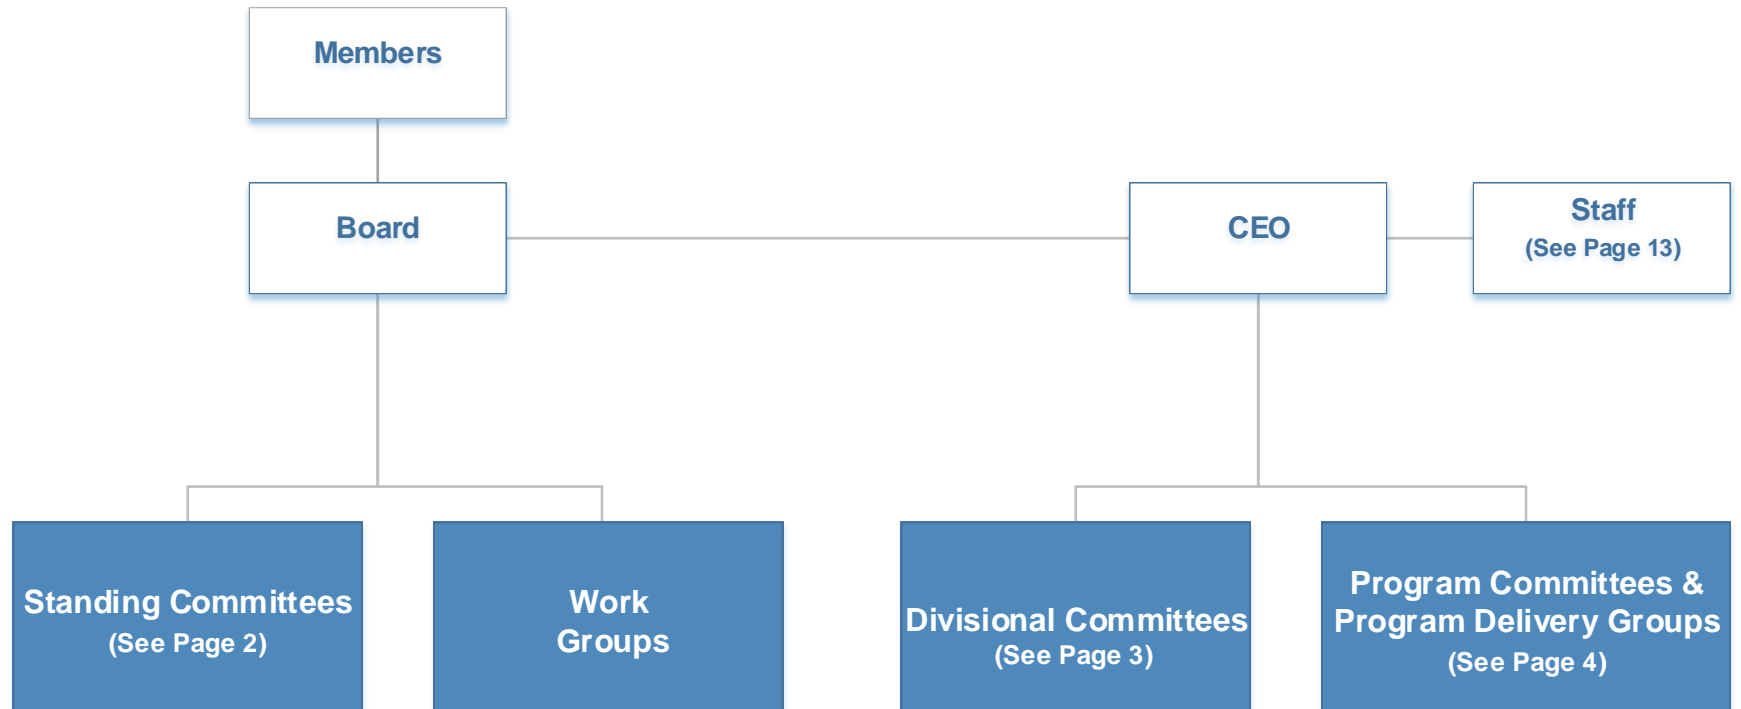 Members
Board
CEO
Staff
(See Page 13)
Standing Committees
(See Page 2)
Work
Groups
Divisional Committees
(See Page 3)
Program Committees &
Program Delivery Groups
(See Page 4)